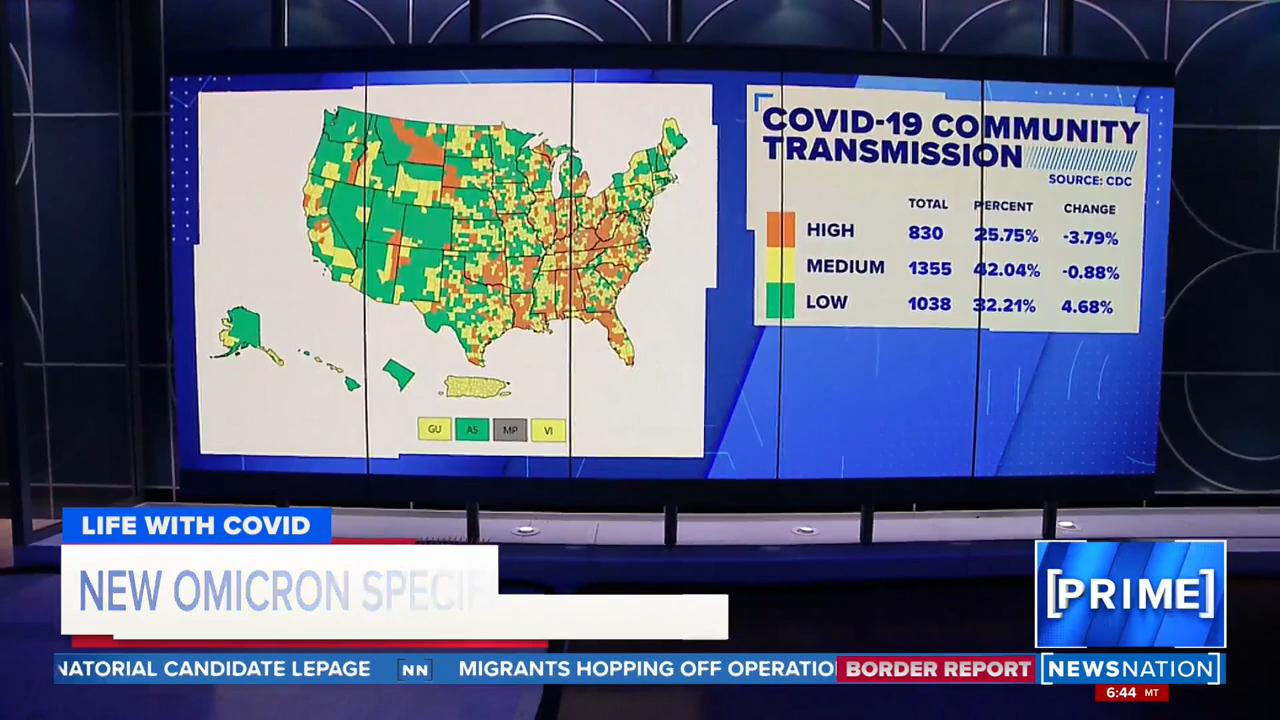 COVID-19 COMMUNITY
TRANSMISSION
SOURCE: CDC
TOTAL PERCENT CHANGE
HIGH 830 25.75% -3.79%
MEDIUM 1355 42.04% -0.88%
LOW 1038 32.21% 4.68%
GU AS MP VI
LIFE WITH COVID
NEW OMICRON SPECIF
[PRIME]
NATORIAL CANDIDATE LEPAGE NN MIGRANTS HOPPING OFF OPERATIO BORDER REPORT [NEWSNATION]
6:44 MT